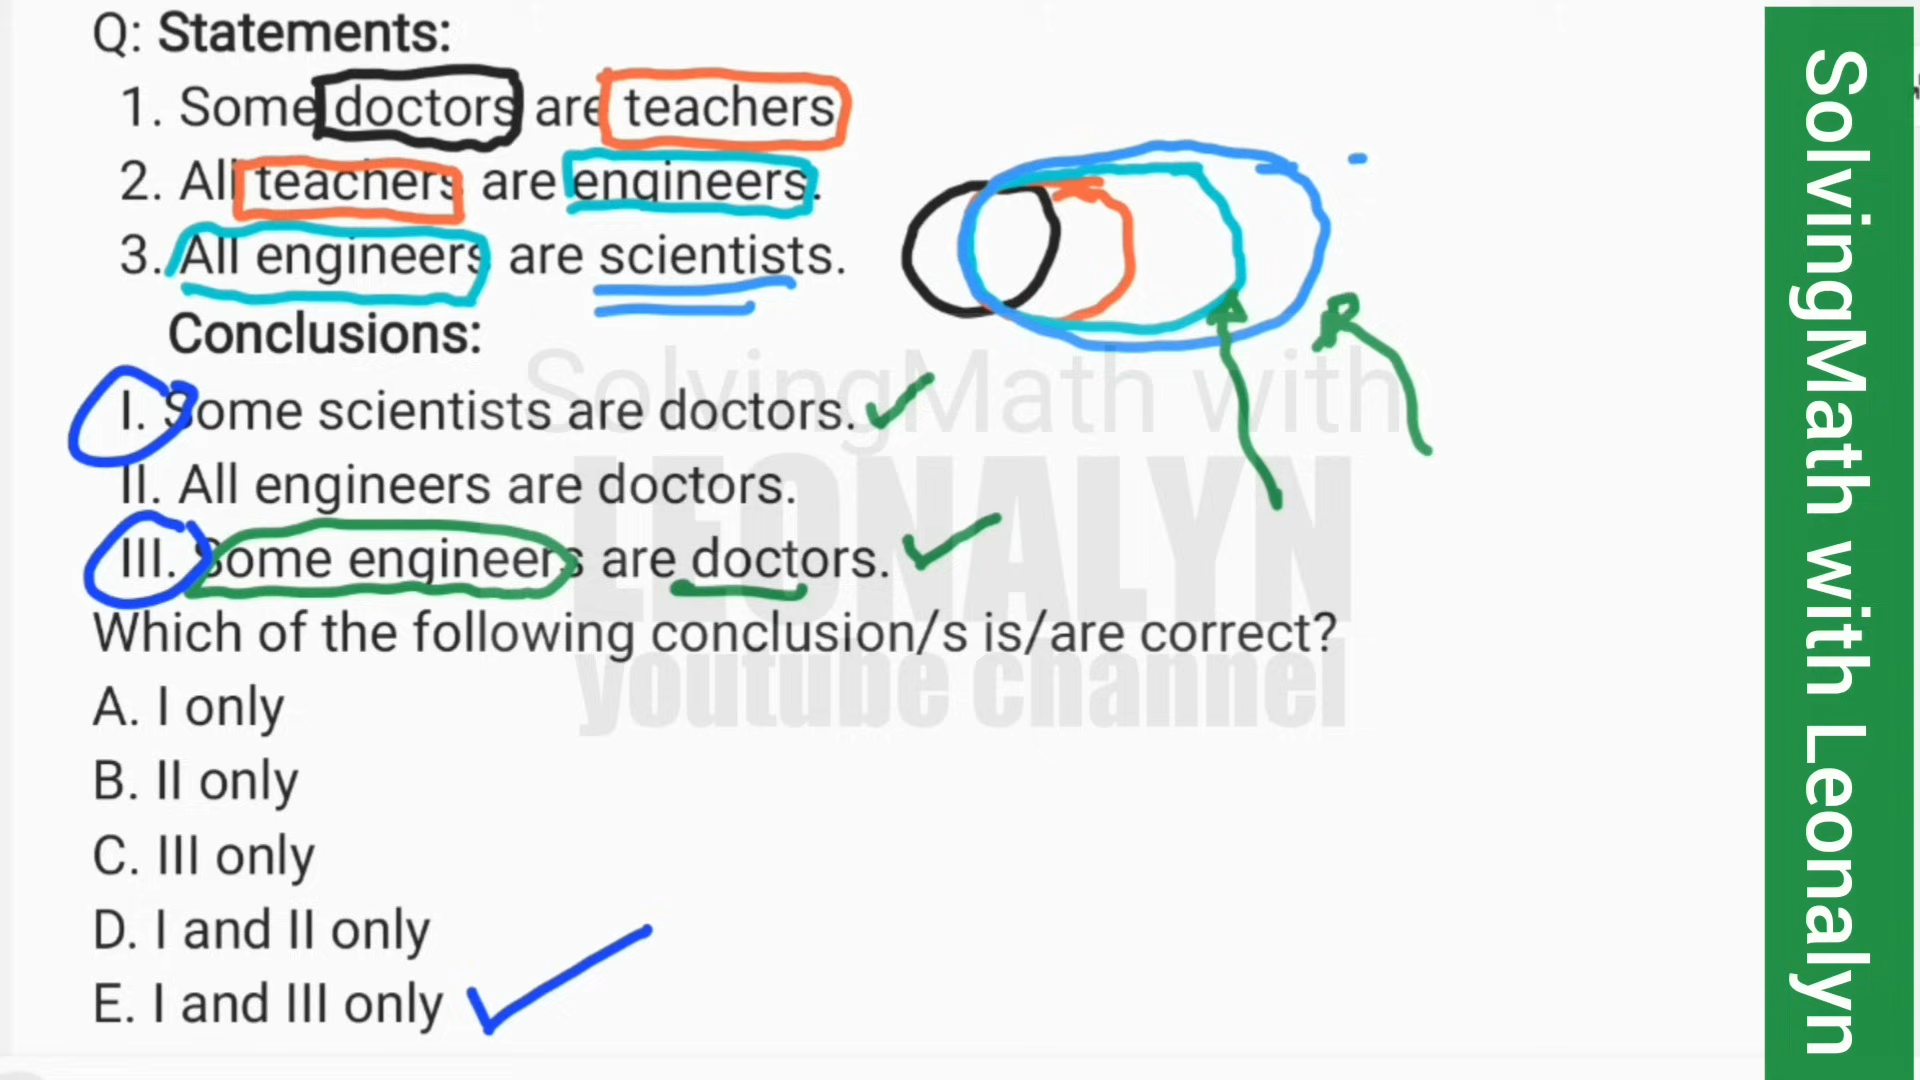 Q: Statements:
1. Some doctors are teachers
2. All teachers are engineers.
3. All engineers are scientists.
Conclusions:
I. Some scientists are doctors.
II. All engineers are doctors.
III. Some engineers are doctors.
Which of the following conclusion/s is/are correct?
A. I only
B. II only
C. III only
D. I and II only
E. I and III only
SolvingMath with
LEONALYN
youtube channel
SolvingMath with Leonalyn